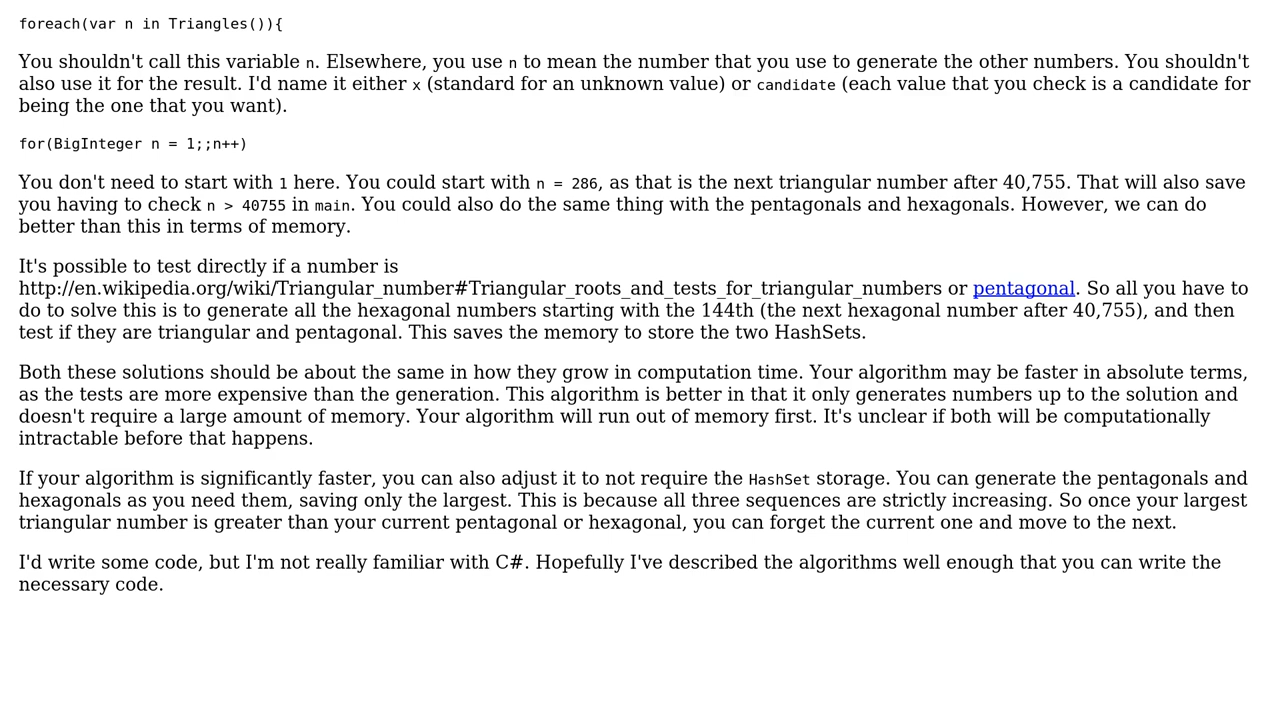 foreach(var n in Triangles()){
You shouldn't call this variable n. Elsewhere, you use n to mean the number that you use to generate the other numbers. You shouldn't
also use it for the result. I'd name it either x (standard for an unknown value) or candidate (each value that you check is a candidate for
being the one that you want).
for(BigInteger n = 1;;n++)
You don't need to start with 1 here. You could start with n = 286, as that is the next triangular number after 40,755. That will also save
you having to check n > 40755 in main. You could also do the same thing with the pentagonals and hexagonals. However, we can do
better than this in terms of memory.
It's possible to test directly if a number is
http://en.wikipedia.org/wiki/Triangular_number#Triangular_roots_and_tests_for_triangular_numbers or pentagonal. So all you have to
do to solve this is to generate all the hexagonal numbers starting with the 144th (the next hexagonal number after 40,755), and then
test if they are triangular and pentagonal. This saves the memory to store the two HashSets.
Both these solutions should be about the same in how they grow in computation time. Your algorithm may be faster in absolute terms,
as the tests are more expensive than the generation. This algorithm is better in that it only generates numbers up to the solution and
doesn't require a large amount of memory. Your algorithm will run out of memory first. It's unclear if both will be computationally
intractable before that happens.
If your algorithm is significantly faster, you can also adjust it to not require the HashSet storage. You can generate the pentagonals and
hexagonals as you need them, saving only the largest. This is because all three sequences are strictly increasing. So once your largest
triangular number is greater than your current pentagonal or hexagonal, you can forget the current one and move to the next.
I'd write some code, but I'm not really familiar with C#. Hopefully I've described the algorithms well enough that you can write the
necessary code.